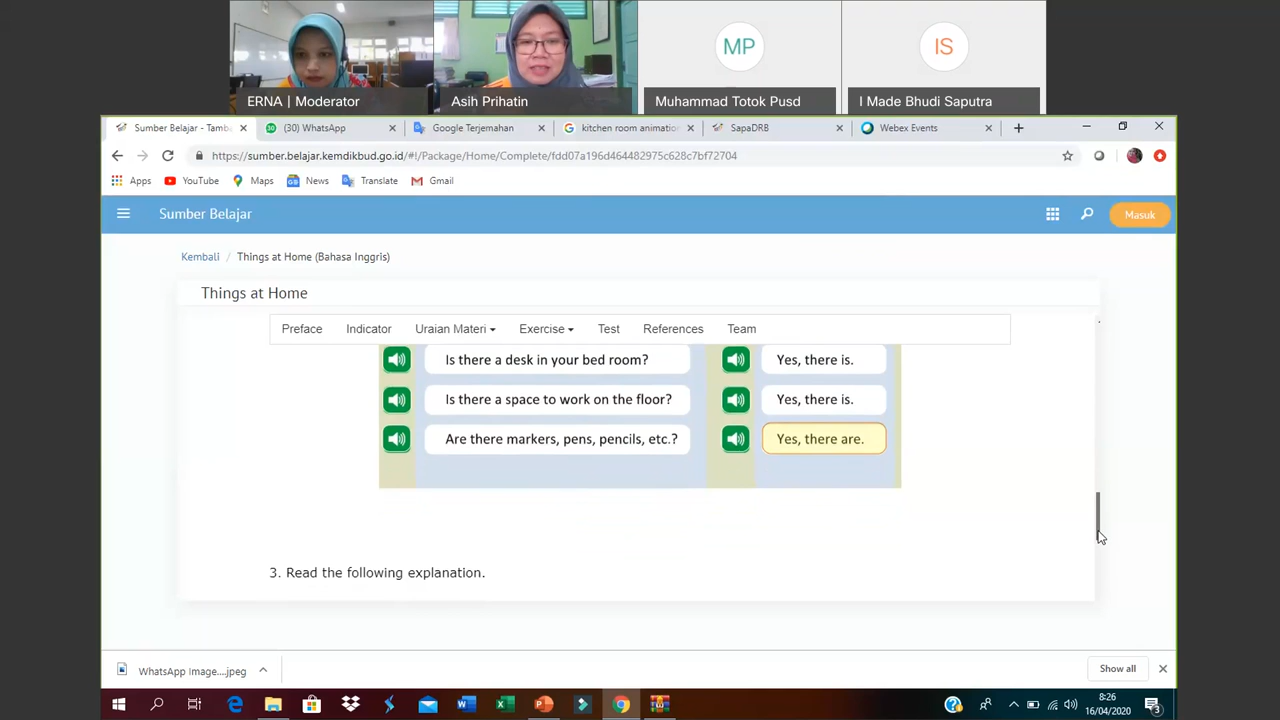 MP
IS
ERNA | Moderator
Asih Prihatin
Muhammad Totok Pusd
I Made Bhudi Saputra
Sumber Belajar - Tamba
(30) WhatsApp
Google Terjemahan
kitchen room animation
SapaDRB
Webex Events
https://sumber.belajar.kemdikbud.go.id/#!/Package/Home/Complete/fdd07a196d464482975c628c7bf72704
Apps
YouTube
Maps
News
Translate
Gmail
Sumber Belajar
Masuk
Kembali / Things at Home (Bahasa Inggris)
Things at Home
Preface
Indicator
Uraian Materi
Exercise
Test
References
Team
Is there a desk in your bed room?
Yes, there is.
Is there a space to work on the floor?
Yes, there is.
Are there markers, pens, pencils, etc.?
Yes, there are.
3. Read the following explanation.
WhatsApp Image....jpeg
Show all
8:26
16/04/2020
3